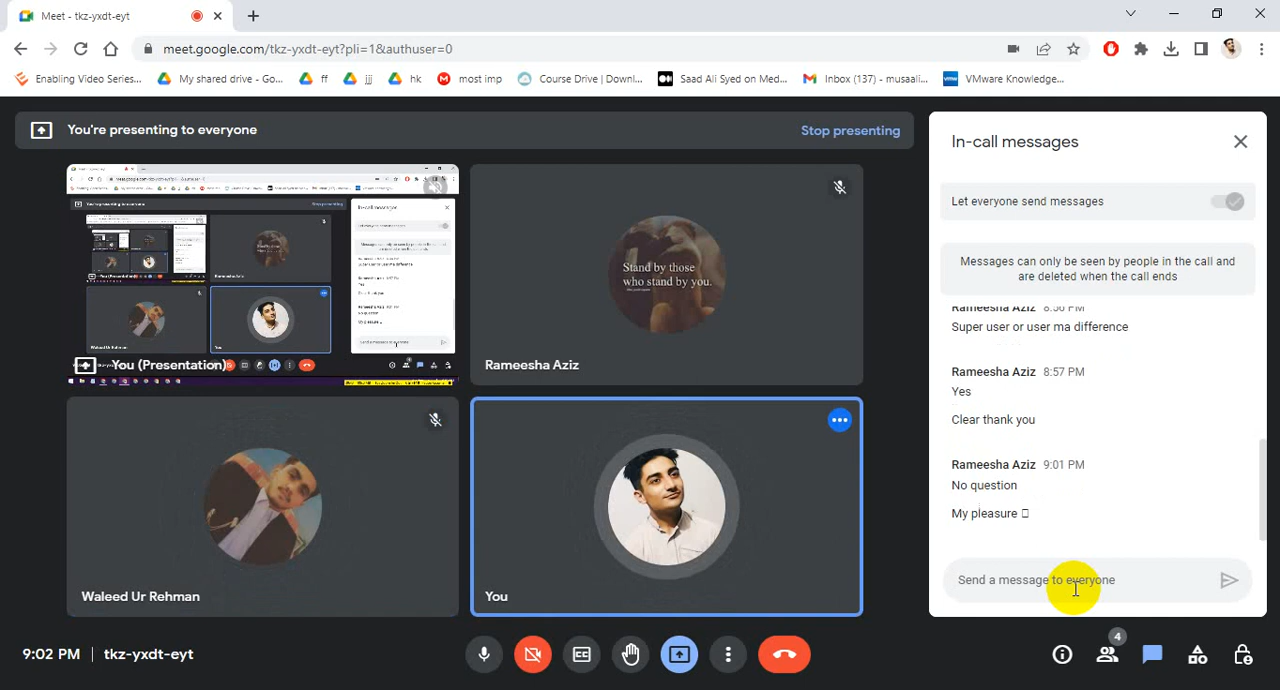 Meet - tkz-yxdt-eyt
meet.google.com/tkz-yxdt-eyt?pli=1&authuser=0
Enabling Video Series...
My shared drive - Go...
ff
jjj
hk
most imp
Course Drive | Downl...
Saad Ali Syed on Med...
Inbox (137) - musaali...
VMware Knowledge...
You're presenting to everyone
Stop presenting
You (Presentation)
Stand by those
who stand by you.
Rameesha Aziz
Waleed Ur Rehman
You
In-call messages
Let everyone send messages
Messages can only be seen by people in the call and
are deleted when the call ends
Rameesha Aziz
Super user or user ma difference
Rameesha Aziz 8:57 PM
Yes
Clear thank you
Rameesha Aziz 9:01 PM
No question
My pleasure
Send a message to everyone
9:02 PM | tkz-yxdt-eyt
4